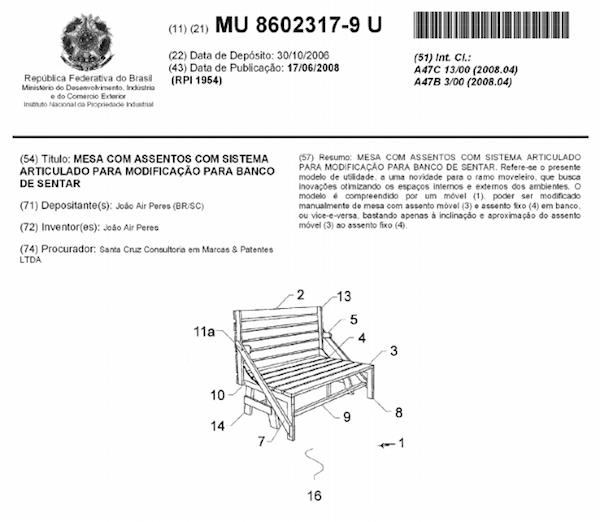 (11) (21) MU 8602317-9 U
(22) Data de Depósito: 30/10/2006
(43) Data de Publicação: 17/06/2008
(RPI 1954)
(51) Int. Cl.:
A47C 13/00 (2008.04)
A47B 3/00 (2008.04)
República Federativa do Brasil
Ministério do Desenvolvimento, Indústria
e do Comercio Exterior
Instituto Nacional da Propriedade Industrial
(54) Título: MESA COM ASSENTOS COM SISTEMA
ARTICULADO PARA MODIFICAÇÃO PARA BANCO
DE SENTAR
(71) Depositante(s): João Air Peres (BR/SC)
(72) Inventor(es): João Air Peres
(74) Procurador: Santa Cruz Consultoria em Marcas & Patentes
LTDA
(57) Resumo: MESA COM ASSENTOS COM SISTEMA ARTICULADO
PARA MODIFICAÇÃO PARA BANCO DE SENTAR. Refere-se o presente
modelo de utilidade, a uma novidade para o ramo moveleiro, que busca
inovações otimizando os espaços internos e externos dos ambientes. O
modelo é compreendido por um móvel (1), poder ser modificado
manualmente de mesa com assento móvel (3) e assento fixo (4) em banco,
ou vice-e-versa, bastando apenas à inclinação e aproximação do assento
móvel (3) ao assento fixo (4).
2
13
5
11a
4
3
10
14
7
9
8
1
16